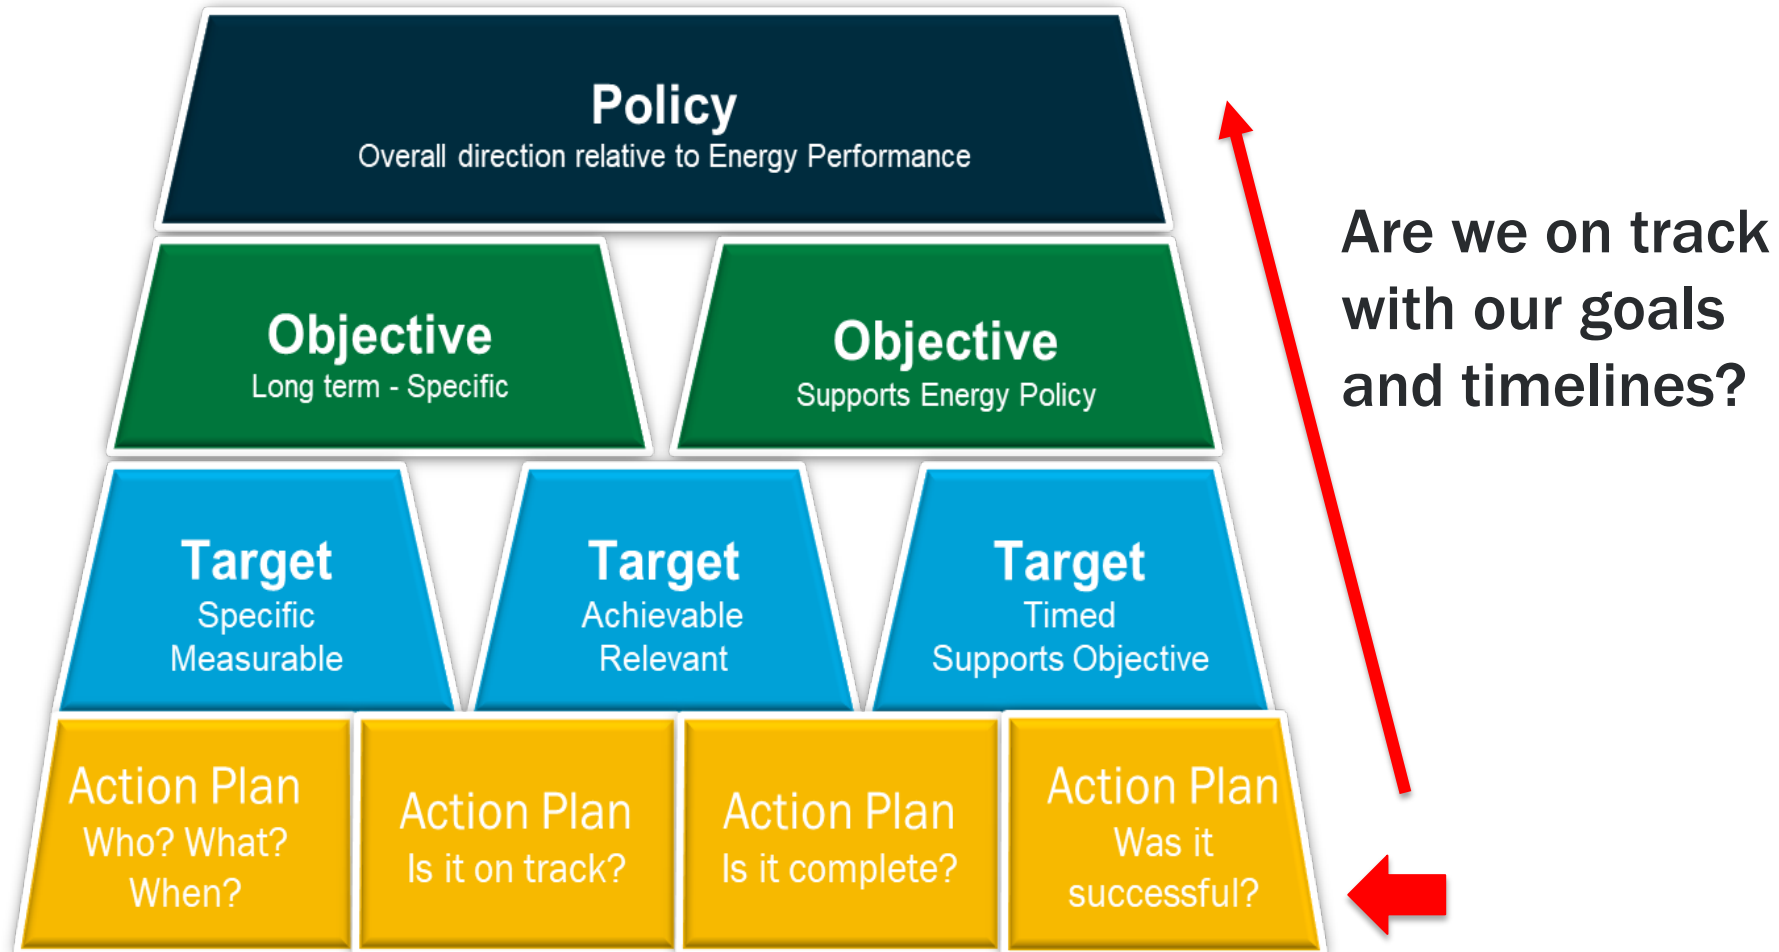 Policy
Overall direction relative to Energy Performance
Objective
Long term - Specific
Objective
Supports Energy Policy
Target
Specific
Measurable
Target
Achievable
Relevant
Target
Timed
Supports Objective
Action Plan
Who? What?
When?
Action Plan
Is it on track?
Action Plan
Is it complete?
Action Plan
Was it
successful?
Are we on track
with our goals
and timelines?